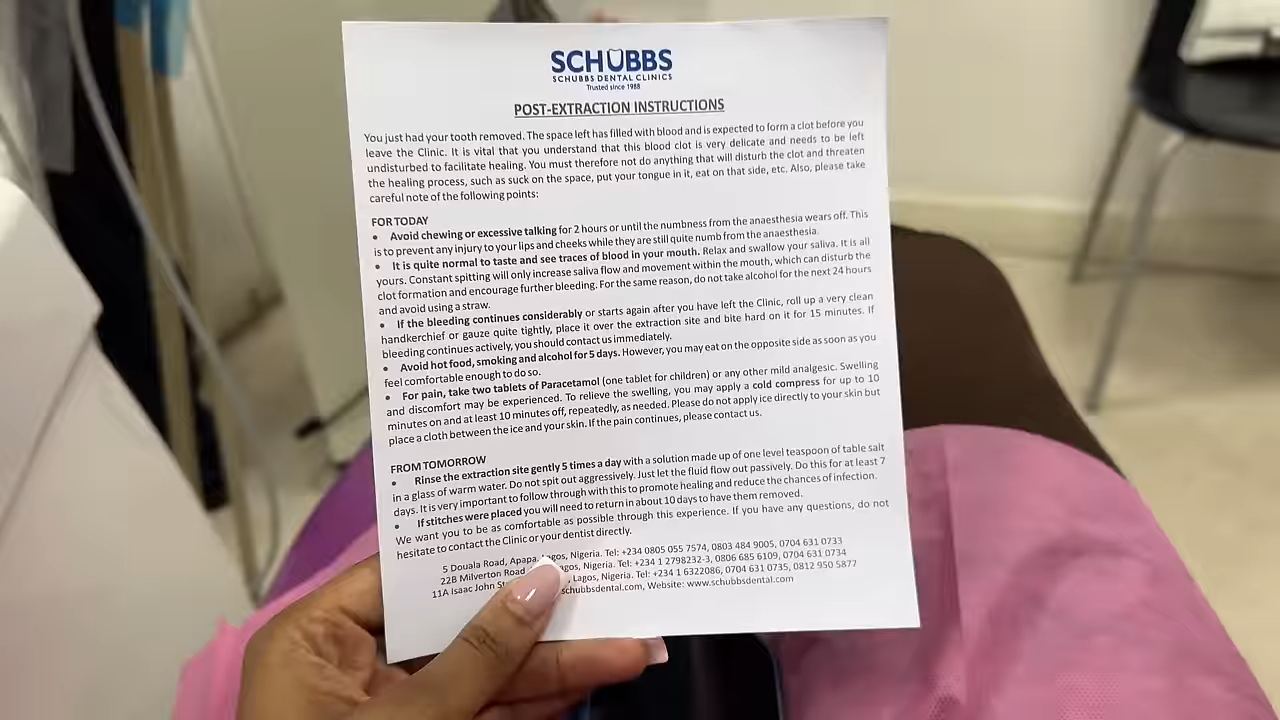 SCHUBBS
SCHUBBS DENTAL CLINICS
Trusted since 1988
POST-EXTRACTION INSTRUCTIONS
You just had your tooth removed. The space left has filled with blood and is expected to form a clot before you
leave the Clinic. It is vital that you understand that this blood clot is very delicate and needs to be left
undisturbed to facilitate healing. You must therefore not do anything that will disturb the clot and threaten
the healing process, such as suck on the space, put your tongue in it, eat on that side, etc. Also, please take
careful note of the following points:
FOR TODAY
• Avoid chewing or excessive talking for 2 hours or until the numbness from the anaesthesia wears off. This
is to prevent any injury to your lips and cheeks while they are still quite numb from the anaesthesia.
• It is quite normal to taste and see traces of blood in your mouth. Relax and swallow your saliva. It is all
yours. Constant spitting will only increase saliva flow and movement within the mouth, which can disturb the
clot formation and encourage further bleeding. For the same reason, do not take alcohol for the next 24 hours
and avoid using a straw.
• If the bleeding continues considerably or starts again after you have left the Clinic, roll up a very clean
handkerchief or gauze quite tightly, place it over the extraction site and bite hard on it for 15 minutes. If
bleeding continues actively, you should contact us immediately.
• Avoid hot food, smoking and alcohol for 5 days. However, you may eat on the opposite side as soon as you
feel comfortable enough to do so.
• For pain, take two tablets of Paracetamol (one tablet for children) or any other mild analgesic. Swelling
and discomfort may be experienced. To relieve the swelling, you may apply a cold compress for up to 10
minutes on and at least 10 minutes off, repeatedly, as needed. Please do not apply ice directly to your skin but
place a cloth between the ice and your skin. If the pain continues, please contact us.
FROM TOMORROW
• Rinse the extraction site gently 5 times a day with a solution made up of one level teaspoon of table salt
in a glass of warm water. Do not spit out aggressively. Just let the fluid flow out passively. Do this for at least 7
days. It is very important to follow through with this to promote healing and reduce the chances of infection.
• If stitches were placed you will need to return in about 10 days to have them removed.
We want you to be as comfortable as possible through this experience. If you have any questions, do not
hesitate to contact the Clinic or your dentist directly.
5 Douala Road, Apapa, Lagos, Nigeria. Tel: +234 0805 055 7574, 0803 484 9005, 0704 631 0733
22B Milverton Road Lagos, Nigeria. Tel: +234 1 2798232-3, 0806 685 6109, 0704 631 0734
11A Isaac John , Lagos, Nigeria. Tel: +234 1 6322086, 0704 631 0735, 0812 950 5877
schubbsdental.com, Website: www.schubbsdental.com